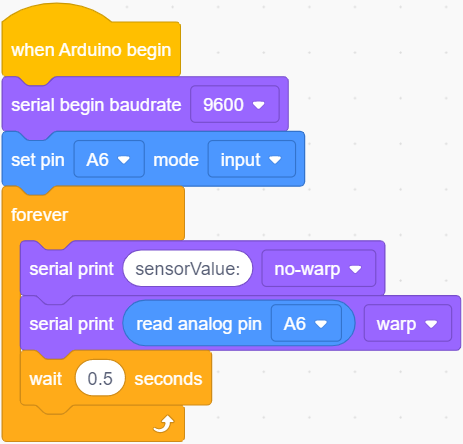 when Arduino begin
serial begin baudrate 9600
set pin A6 mode input
forever
serial print sensorValue: no-warp
serial print read analog pin A6 warp
wait 0.5 seconds